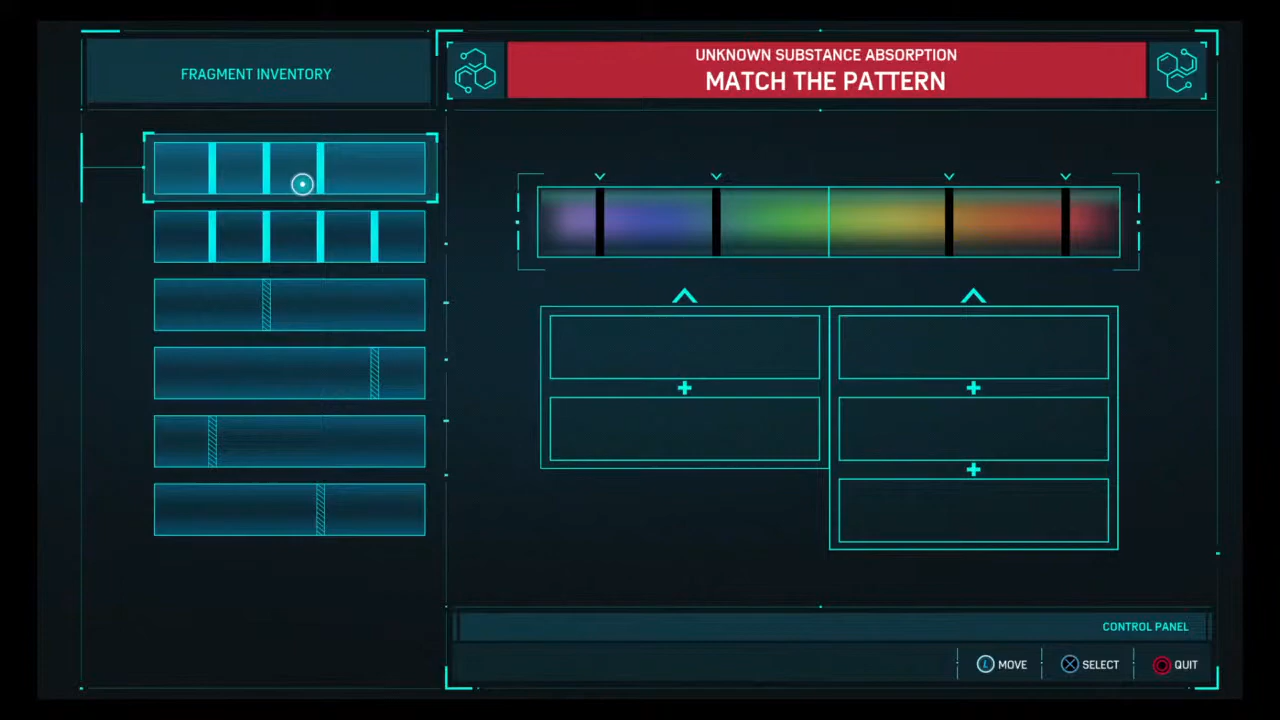 FRAGMENT INVENTORY
UNKNOWN SUBSTANCE ABSORPTION
MATCH THE PATTERN
CONTROL PANEL
L MOVE
SELECT
QUIT